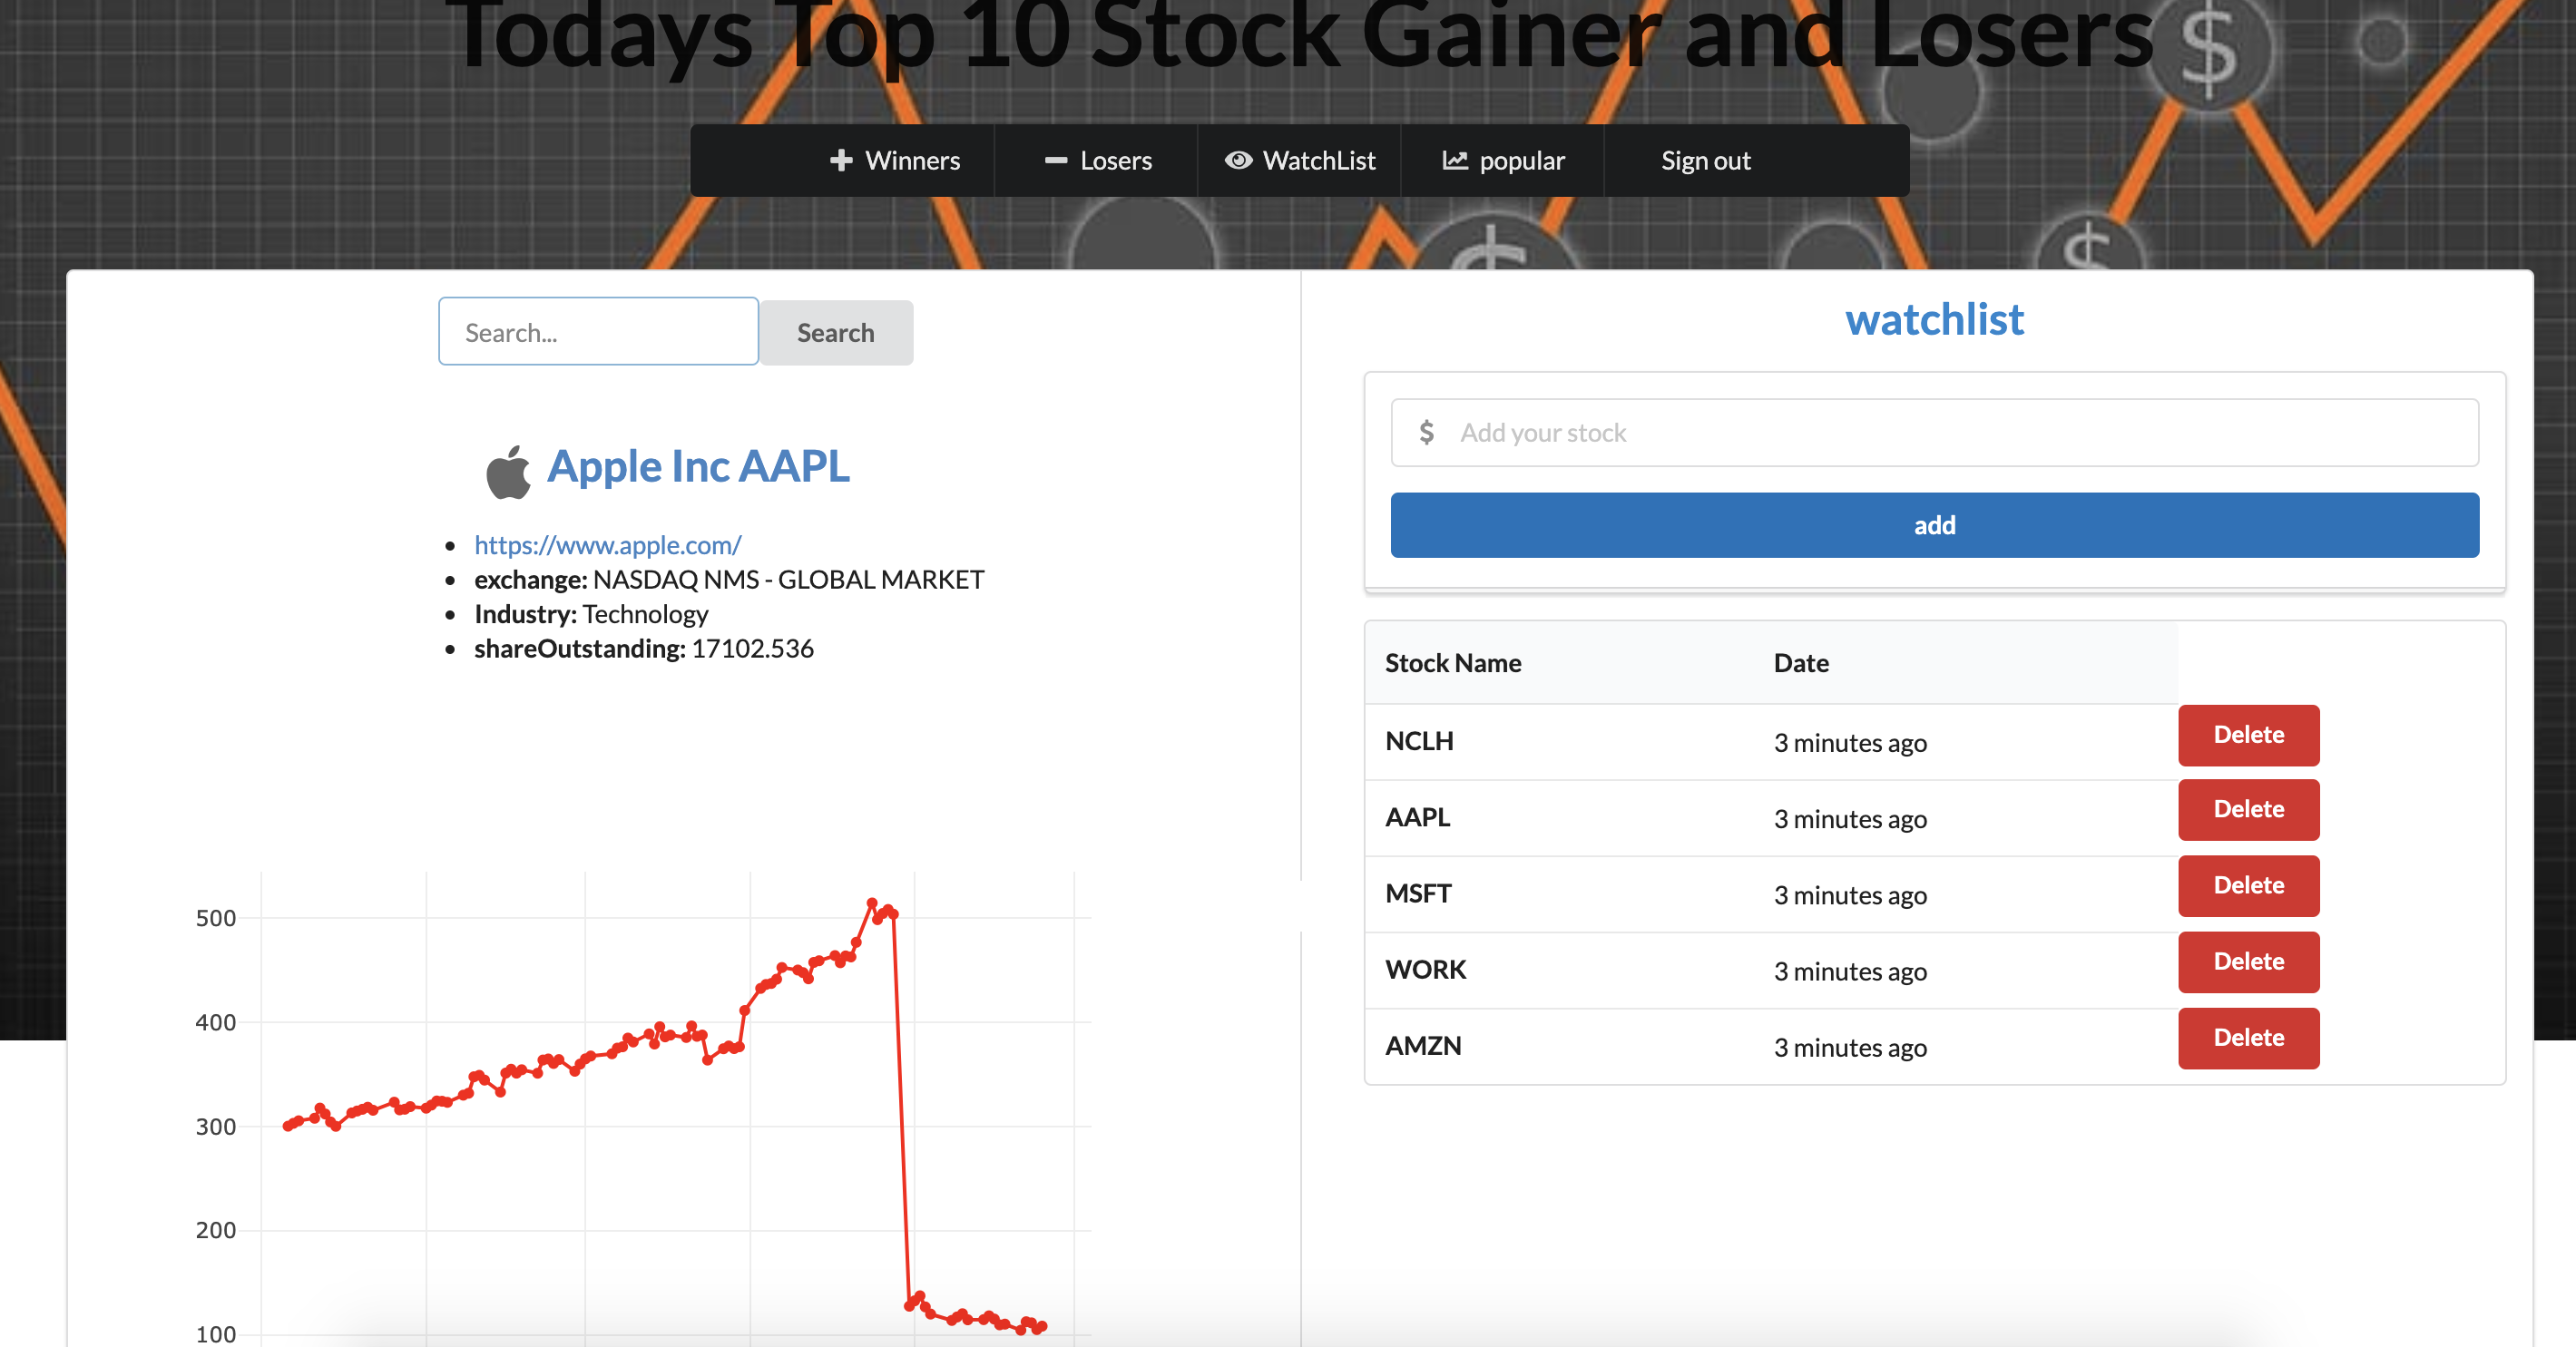 Todays Top 10 Stock Gainer and Losers
Winners Losers WatchList popular Sign out
Search... Search
Apple Inc AAPL
https://www.apple.com/
exchange: NASDAQ NMS - GLOBAL MARKET
Industry: Technology
shareOutstanding: 17102.536
500
400
300
200
100
watchlist
$ Add your stock
add
Stock Name Date
NCLH 3 minutes ago Delete
AAPL 3 minutes ago Delete
MSFT 3 minutes ago Delete
WORK 3 minutes ago Delete
AMZN 3 minutes ago Delete
$
$
$